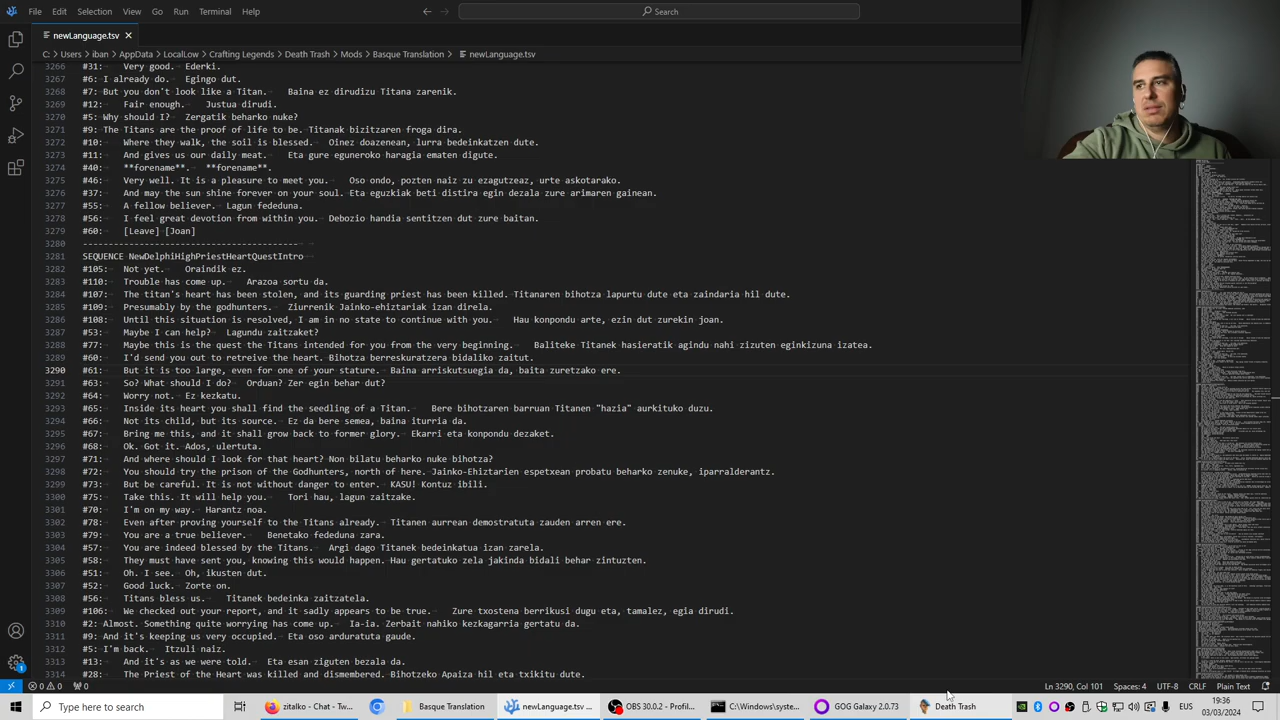 File Edit Selection View Go Run Terminal Help
Search
newLanguage.tsv
C: > Users > iban > AppData > LocalLow > Crafting Legends > Death Trash > Mods > Basque Translation > newLanguage.tsv
3266 #31: Very good. Ederki.
3267 #6: I already do. Egingo dut.
3268 #7: But you don't look like a Titan. Baina ez dirudizu Titana zarenik.
3269 #12: Fair enough. Justua dirudi.
3270 #5: Why should I? Zergatik beharko nuke?
3271 #9: The Titans are the proof of life to be. Titanak bizitzaren froga dira.
3272 #10: Where they walk, the soil is blessed. Oinez doazenean, lurra bedeinkatzen dute.
3273 #11: And gives us our daily meat. Eta gure eguneroko haragia ematen digute.
3274 #40: **forename**. **forename**.
3275 #46: Very well. It is a pleasure to meet you. Oso ondo, pozten naiz zu ezagutzeaz, urte askotarako.
3276 #37: And may the sun shine forever on your soul. Eta eguzkiak beti distira egin dezala zure arimaren gainean.
3277 #55: A fellow believer. Lagun fededuna.
3278 #56: I feel great devotion from within you. Debozio handia sentitzen dut zure baitan.
3279 #60: [Leave] [Joan]
3280 ---------------------------------------
3281 SEQUENCE NewDelphiHighPriestHeartQuestIntro
3282 #105: Not yet. Oraindik ez.
3283 #110: Trouble has come up. Arazoa sortu da.
3284 #107: The titan's heart has been stolen, and its guarding priest has been killed. Titanaren bihotza lapurtu dute eta zaindaria hil dute.
3285 #109: Presumably by the godhunters. Ziurrenik Jainko-ehiztariak izan direla.
3286 #108: Until this situation is resolved, I am in no state to continue with you. Hau konpondu arte, ezin dut zurekin joan.
3287 #53: Maybe I can help? Lagundu zaitzaket?
3288 #77: Maybe this is the quest the Titans intended for you from the very beginning. Hau liteke Titanek hasieratik agindu nahi zizuten eginkizuna izatea.
3289 #60: I'd send you out to retreive the heart. Bihotza berreskuratzera bidaliko zaitut.
3290 #61: But it is too large, even for one of your stature. Baina arriskutsuegia da, baita zuretzako ere.
3291 #63: So? What should I do? Orduan? Zer egin behar dut?
3292 #64: Worry not. Ez kezkatu.
3293 #65: Inside its heart you shall find the seedling of a Titan. Bere bihotzaren barruan Titanen "hazia" aurkituko duzu.
3294 #66: Not its child, but its source. Ez da bere semea, baina iturria da.
3295 #67: Bring me this, and it shall grow back to former glory. Ekarri eta konpondu da hori.
3296 #68: Ok. Got it. Ados, ulertuta.
3297 #71: And where should I look for that heart? Non bilatu beharko nuke bihotza?
3298 #72: You should try the prison of the Godhunters, north of here. Jainko-Ehiztarien espetxean probatu beharko zenuke, iparralderantz.
3299 #73: But be careful. It is not without danger to enter. KASU! Kontuz ibili.
3300 #75: Take this. It will help you. Tori hau, lagun zaitzake.
3301 #70: I'm on my way. Harantz noa.
3302 #78: Even after proving yourself to the Titans already. Titanen aurrean demostratuta zauden arren ere.
3303 #79: You are a true believer. Benetako fededuna zara.
3304 #57: You are indeed blessed by the Titans. Argi dago Titanek bedeinkatua izan zarela.
3305 #58: They must have sent you, knowing this would happen. Hau gertatuko zela jakinda bidali behar zintuzten.
3306 #51: Oh. I see. Oh, ikusten dut.
3307 #52: Good luck. Zorte on.
3308 #56: Titans bless us. Titanek bedeinka zaitzatela.
3309 #106: We checked out your report, and it sadly appears to be true. Txostena berretsi dugu eta, tamalez, egia dirudi.
3310 #2: Almost. Something quite worrying has come up. Ia. Zerbait nahiko kezkagarria gertatu da.
3311 #9: And it's keeping us very occupied. Eta oso arduratuta gaude.
3312 #5: I'm back. Itzuli naiz.
3313 #13: And it's as we were told. Eta esan ziguten bezala da.
3314 #28: The Priest of the Heart was killed and dismembered. Bihotzeko Apaiza hil eta txikitu dute.
0 0 0
Ln 3290, Col 101 Spaces: 4 UTF-8 CRLF Plain Text
Type here to search
zitalko - Chat - Tw...
Basque Translation
newLanguage.tsv ...
OBS 30.0.2 - Profil...
C:\Windows\syste...
GOG Galaxy 2.0.73
Death Trash
EUS
19:36
03/03/2024